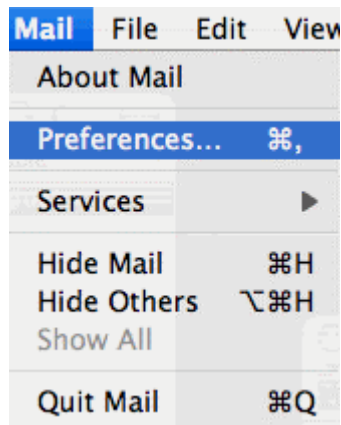 Mail File Edit View
About Mail
Preferences... ⌘,
Services ▶
Hide Mail ⌘H
Hide Others ⌥⌘H
Show All
Quit Mail ⌘Q